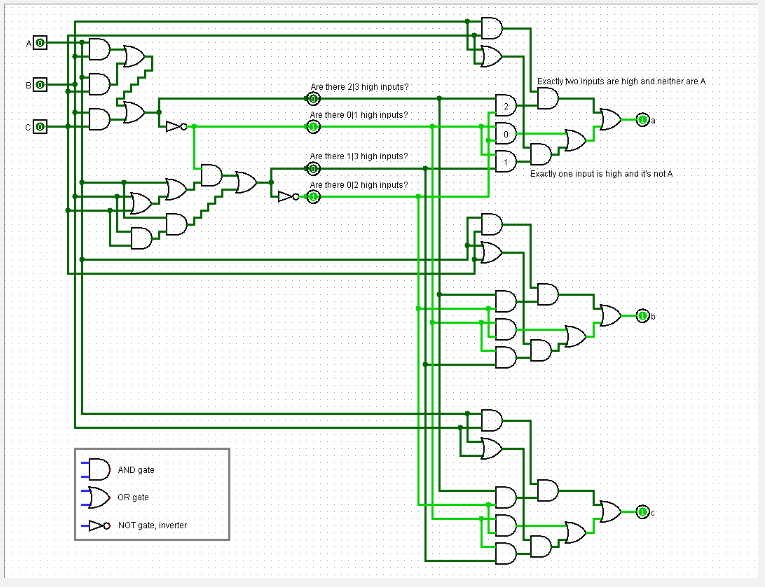 A
B
C
0
0
0
Are there 2|3 high inputs?
0
Are there 0|1 high inputs?
1
Are there 1|3 high inputs?
0
Are there 0|2 high inputs?
1
Exactly two inputs are high and neither are A
2
0
1
Exactly one input is high and it's not A
1
a
1
b
1
c
AND gate
OR gate
NOT gate, inverter